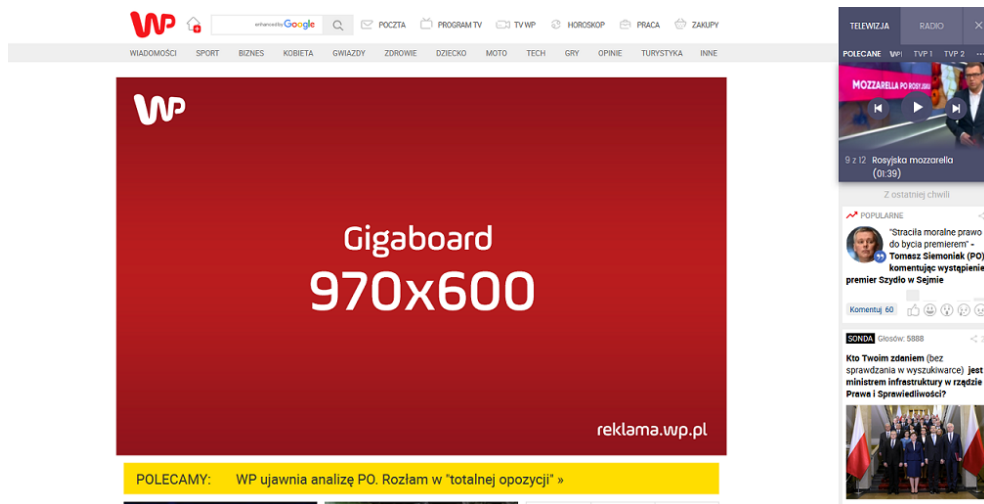 WP
enhanced by Google
POCZTA
PROGRAM TV
TV WP
HOROSKOP
PRACA
ZAKUPY
WIADOMOŚCI SPORT BIZNES KOBIETA GWIAZDY ZDROWIE DZIECKO MOTO TECH GRY OPINIE TURYSTYKA INNE
WP
Gigaboard
970x600
reklama.wp.pl
POLECAMY: WP ujawnia analizę PO. Rozłam w "totalnej opozycji" »
TELEWIZJA RADIO
POLECANE WP! TVP 1 TVP 2 ...
MOZZARELLA PO
9 z 12 Rosyjska mozzarella
(01:39)
Z ostatniej chwili
POPULARNE
"Straciła moralne prawo
do bycia premierem" -
Tomasz Siemoniak (PO)
komentując wystąpienie
premier Szydło w Sejmie
Komentuj 60
SONDA Głosów: 5888
Kto Twoim zdaniem (bez
sprawdzania w wyszukiwarce) jest
ministrem infrastruktury w rządzie
Prawa i Sprawiedliwości?